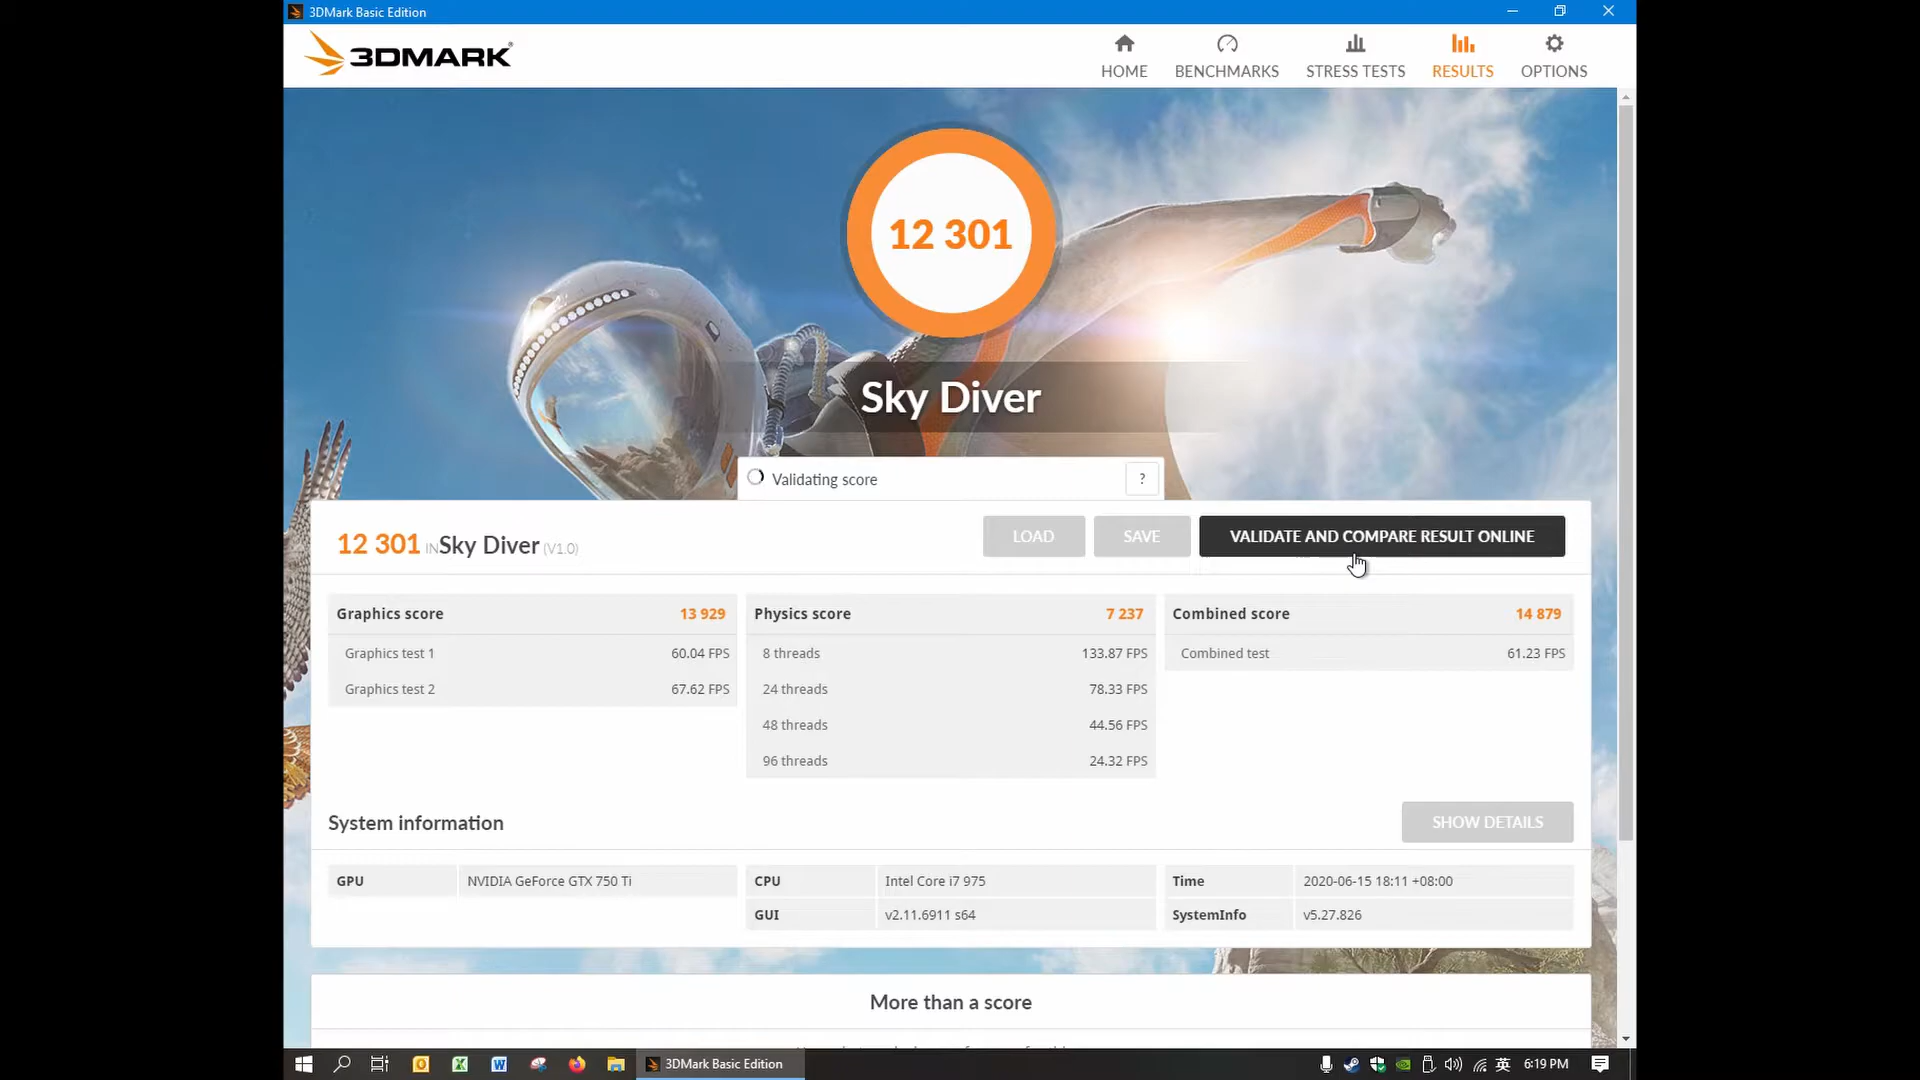 3DMark Basic Edition
3DMARK
HOME
BENCHMARKS
STRESS TESTS
RESULTS
OPTIONS
12 301
Sky Diver
Validating score
?
12 301 IN Sky Diver (V1.0)
LOAD
SAVE
VALIDATE AND COMPARE RESULT ONLINE
Graphics score 13 929
Graphics test 1 60.04 FPS
Graphics test 2 67.62 FPS
Physics score 7 237
8 threads 133.87 FPS
24 threads 78.33 FPS
48 threads 44.56 FPS
96 threads 24.32 FPS
Combined score 14 879
Combined test 61.23 FPS
System information
SHOW DETAILS
GPU NVIDIA GeForce GTX 750 Ti
CPU Intel Core i7 975
GUI v2.11.6911 s64
Time 2020-06-15 18:11 +08:00
SystemInfo v5.27.826
More than a score
3DMark Basic Edition
英
6:19 PM